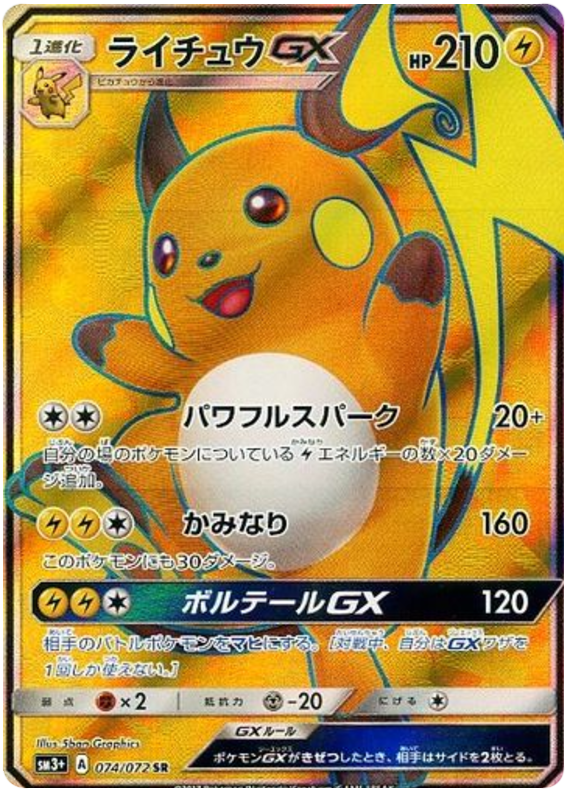 1進化 ライチュウGX HP210
ピカチュウから進化
パワフルスパーク 20+
自分の場のポケモンについているエネルギーの数×20ダメー
ジ追加。
かみなり 160
このポケモンにも30ダメージ。
ボルテールGX 120
相手のバトルポケモンをマヒにする。[対戦中、自分はGXワザを
1回しか使えない。]
弱点 ×2 抵抗力 -20 にげる
Illus. 5ban Graphics
GXルール
SM3+ A 074/072 SR
ポケモンGXがきぜつしたとき、相手はサイドを2枚とる。